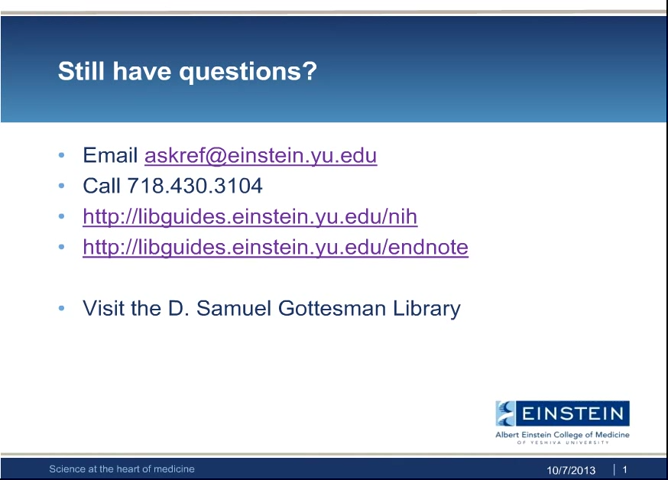 Still have questions?
• Email askref@einstein.yu.edu
• Call 718.430.3104
• http://libguides.einstein.yu.edu/nih
• http://libguides.einstein.yu.edu/endnote
• Visit the D. Samuel Gottesman Library
EINSTEIN
Albert Einstein College of Medicine
OF YESHIVA UNIVERSITY
Science at the heart of medicine
10/7/2013 | 1